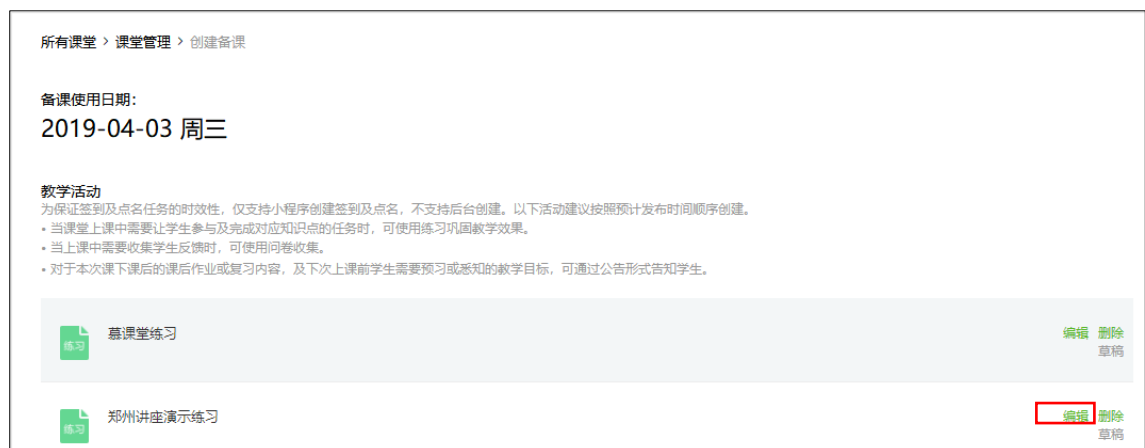 所有课堂 > 课堂管理 > 创建备课
备课使用日期：
2019-04-03 周三
教学活动
为保证签到及点名任务的时效性，仅支持小程序创建签到及点名，不支持后台创建。以下活动建议按照预计发布时间顺序创建。
• 当课堂上课中需要让学生参与及完成对应知识点的任务时，可使用练习巩固教学效果。
• 当上课中需要收集学生反馈时，可使用问卷收集。
• 对于本次课下课后的课后作业或复习内容，及下次上课前学生需要预习或悉知的教学目标，可通过公告形式告知学生。
练习 慕课堂练习 编辑 删除
草稿
练习 郑州讲座演示练习 编辑 删除
草稿